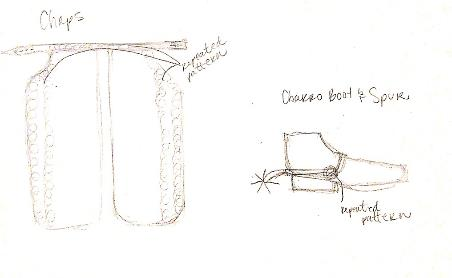 Chaps
repeated
pattern
Charro Boot & Spur
repeated
pattern